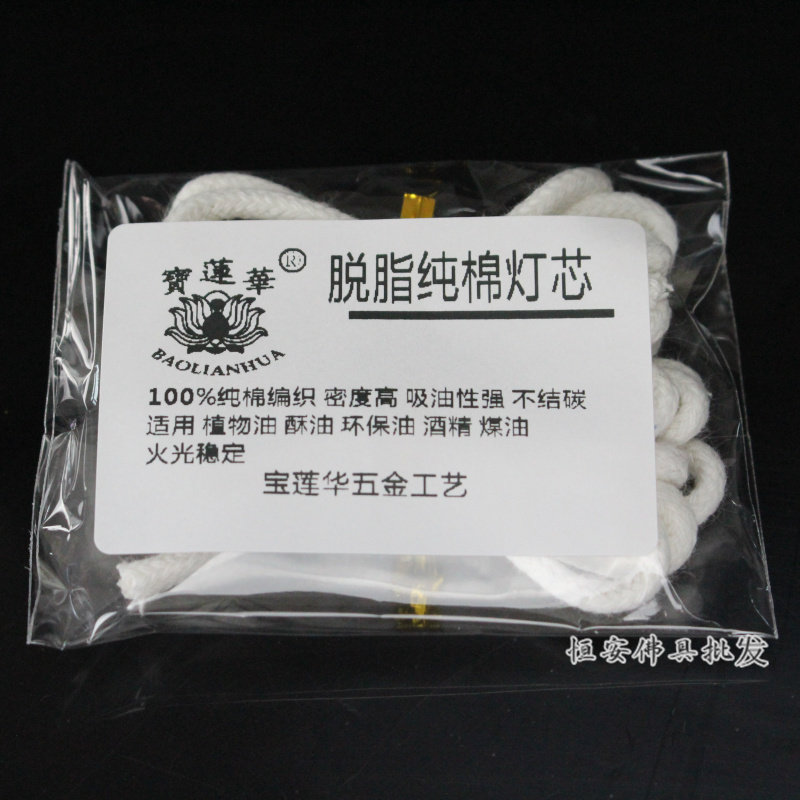 寶蓮華®
BAOLIANHUA
脱脂纯棉灯芯
100%纯棉编织 密度高 吸油性强 不结碳
适用 植物油 酥油 环保油 酒精 煤油
火光稳定
宝莲华五金工艺
恒安佛具批发